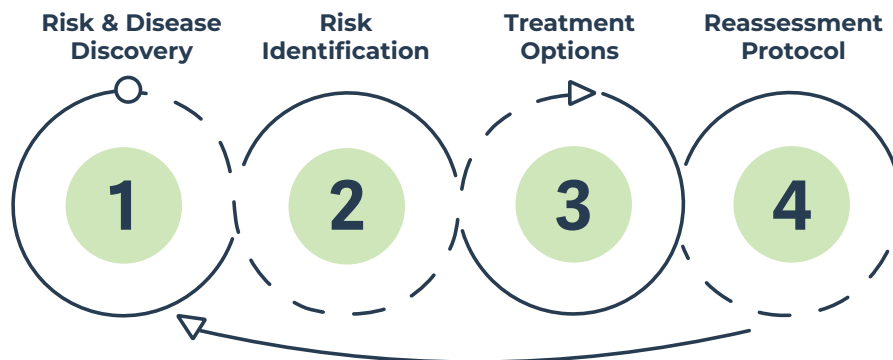 Risk & Disease
Discovery
Risk
Identification
Treatment
Options
Reassessment
Protocol
1
2
3
4